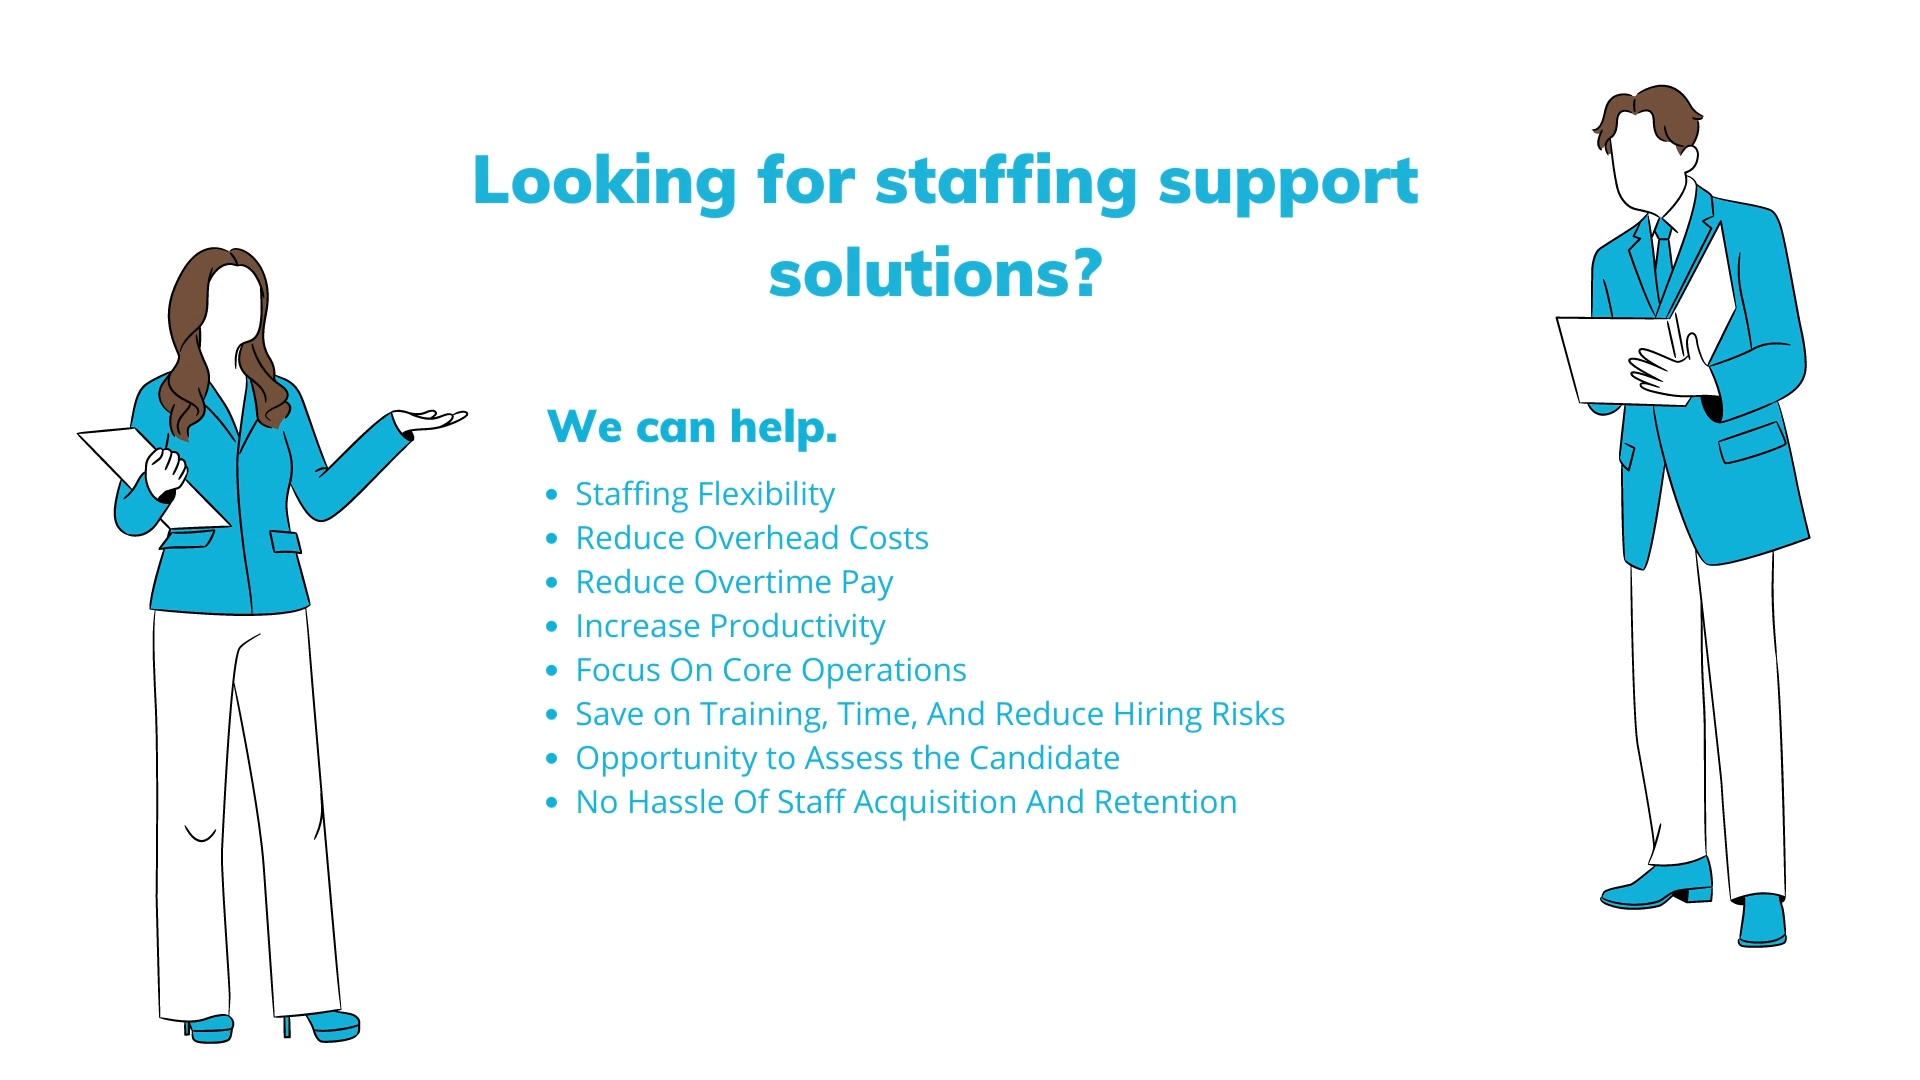 Looking for staffing support
solutions?
We can help.
• Staffing Flexibility
• Reduce Overhead Costs
• Reduce Overtime Pay
• Increase Productivity
• Focus On Core Operations
• Save on Training, Time, And Reduce Hiring Risks
• Opportunity to Assess the Candidate
• No Hassle Of Staff Acquisition And Retention